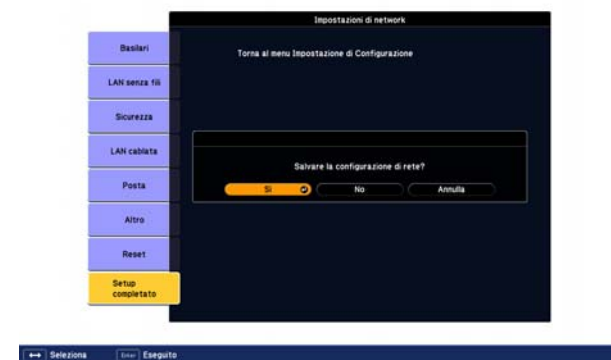 Impostazioni di network
Basilari
LAN senza fili
Sicurezza
LAN cablata
Posta
Altro
Reset
Setup
completato
Torna al menu Impostazione di Configurazione
Salvare la configurazione di rete?
Sì
No
Annulla
Seleziona
Enter Eseguito